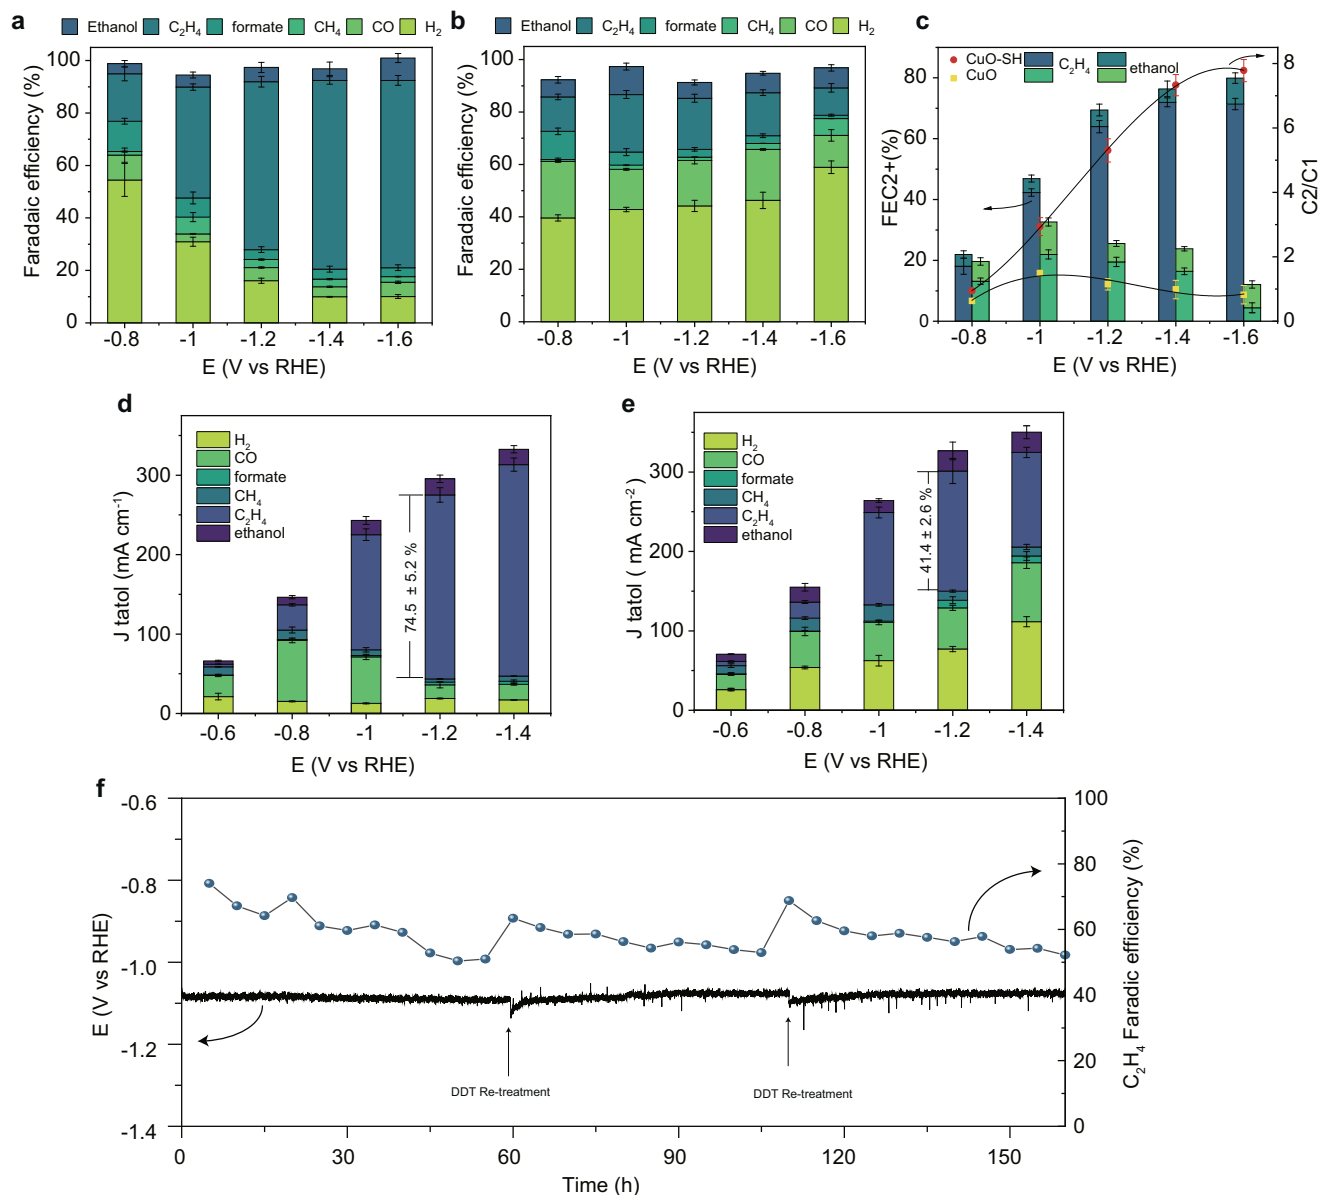 a
Ethanol C₂H₄ formate CH₄ CO H₂
Faradaic efficiency (%)
100
80
60
40
20
0
-0.8 -1 -1.2 -1.4 -1.6
E (V vs RHE)
b
Ethanol C₂H₄ formate CH₄ CO H₂
Faradaic efficiency (%)
100
80
60
40
20
0
-0.8 -1 -1.2 -1.4 -1.6
E (V vs RHE)
c
CuO-SH
CuO
C₂H₄
ethanol
FEC2+(%)
80
60
40
20
0
8
6
4
2
0
C2/C1
-0.8 -1 -1.2 -1.4 -1.6
E (V vs RHE)
d
H₂
CO
formate
CH₄
C₂H₄
ethanol
J tatol (mA cm⁻¹)
300
200
100
0
74.5 ± 5.2 %
-0.6 -0.8 -1 -1.2 -1.4
E (V vs RHE)
e
H₂
CO
formate
CH₄
C₂H₄
ethanol
J tatol ( mA cm⁻²)
300
200
100
0
41.4 ± 2.6 %
-0.6 -0.8 -1 -1.2 -1.4
E (V vs RHE)
f
E (V vs RHE)
-0.6
-0.8
-1.0
-1.2
-1.4
100
80
60
40
20
0
C₂H₄ Faradic efficiency (%)
DDT Re-treatment
DDT Re-treatment
0 30 60 90 120 150
Time (h)